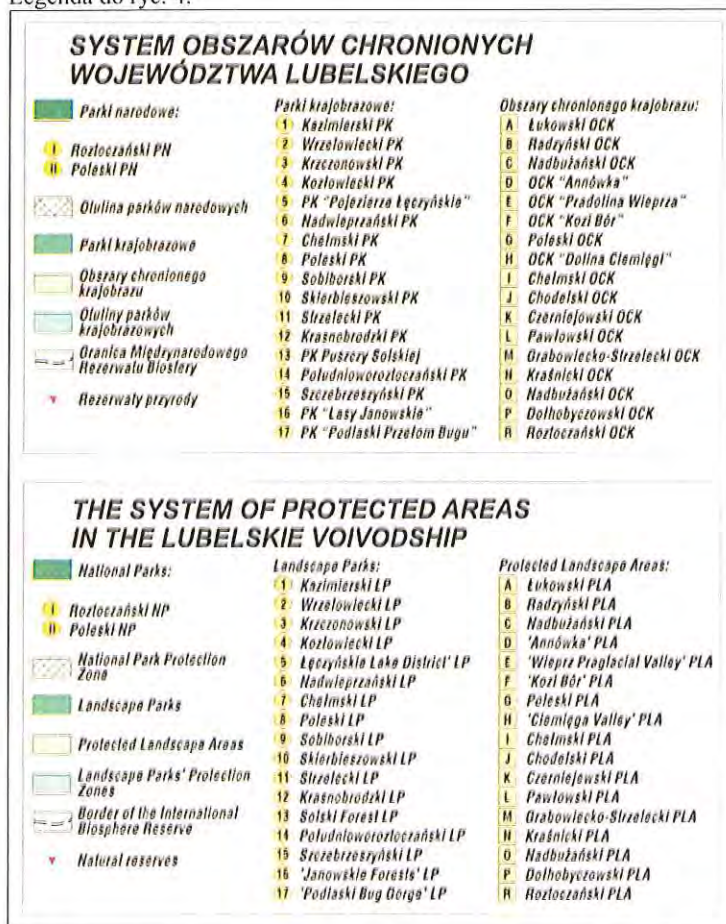 Legenda do ryc. 4.
SYSTEM OBSZARÓW CHRONIONYCH
WOJEWÓDZTWA LUBELSKIEGO
Parki narodowe:
I Roztoczański PN
II Poleski PN
Otulina parków narodowych
Parki krajobrazowe
Obszary chronionego
krajobrazu
Otuliny parków
krajobrazowych
Granica Międzynarodowego
Rezerwatu Biosfery
Rezerwaty przyrody
Parki krajobrazowe:
1 Kazimierski PK
2 Wrzelowiecki PK
3 Krzczonowski PK
4 Kozłowiecki PK
5 PK "Pojezierze Łęczyńskie"
6 Nadwieprzański PK
7 Chełmski PK
8 Poleski PK
9 Sobiborski PK
10 Skierbieszowski PK
11 Strzelecki PK
12 Krasnobrodzki PK
13 PK Puszczy Solskiej
14 Południoworoztoczański PK
15 Szczebrzeszyński PK
16 PK "Lasy Janowskie"
17 PK "Podlaski Przełom Bugu"
Obszary chronionego krajobrazu:
A Łukowski OCK
B Radzyński OCK
C Nadbużański OCK
D OCK "Annówka"
E OCK "Pradolina Wieprza"
F OCK "Kozi Bór"
G Poleski OCK
H OCK "Dolina Ciemięgi"
I Chełmski OCK
J Chodelski OCK
K Czerniejowski OCK
L Pawłowski OCK
M Grabowiecko-Strzelecki OCK
N Kraśnicki OCK
O Nadbużański OCK
P Dołhobyczowski OCK
R Roztoczański OCK
THE SYSTEM OF PROTECTED AREAS
IN THE LUBELSKIE VOIVODSHIP
National Parks:
I Roztoczański NP
II Poleski NP
National Park Protection
Zone
Landscape Parks
Protected Landscape Areas
Landscape Parks' Protection
Zones
Border of the International
Biosphere Reserve
Natural reserves
Landscape Parks:
1 Kazimierski LP
2 Wrzelowiecki LP
3 Krzczonowski LP
4 Kozłowiecki LP
5 Łęczyńskie Lake District' LP
6 Nadwieprzański LP
7 Chełmski LP
8 Poleski LP
9 Sobiborski LP
10 Skierbieszowski LP
11 Strzelecki LP
12 Krasnobrodzki LP
13 Solski Forest LP
14 Południoworoztoczański LP
15 Szczebrzeszyński LP
16 'Janowskie Forests' LP
17 'Podlaski Bug Gorge' LP
Protected Landscape Areas:
A Łukowski PLA
B Radzyński PLA
C Nadbużański PLA
D 'Annówka' PLA
E 'Wieprz Praglacial Valley' PLA
F 'Kozi Bór' PLA
G Poleski PLA
H 'Ciemięga Valley' PLA
I Chełmski PLA
J Chodelski PLA
K Czerniejewski PLA
L Pawłowski PLA
M Grabowiecko-Strzelecki PLA
N Kraśnicki PLA
O Nadbużański PLA
P Dołhobyczowski PLA
R Roztoczański PLA